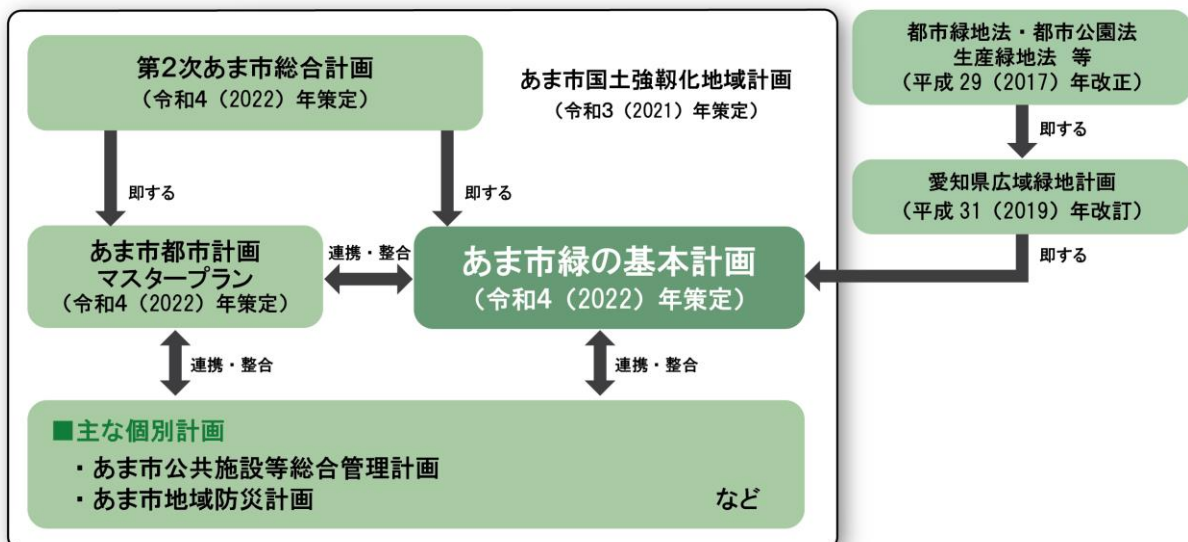 第2次あま市総合計画
（令和4（2022）年策定）
あま市国土強靱化地域計画
（令和3（2021）年策定）
都市緑地法・都市公園法
生産緑地法 等
（平成 29（2017）年改正）
即する
愛知県広域緑地計画
（平成 31（2019）年改訂）
即する
即する
即する
あま市都市計画
マスタープラン
（令和4（2022）年策定）
連携・整合
あま市緑の基本計画
（令和4（2022）年策定）
連携・整合
連携・整合
■主な個別計画
・あま市公共施設等総合管理計画
・あま市地域防災計画
など